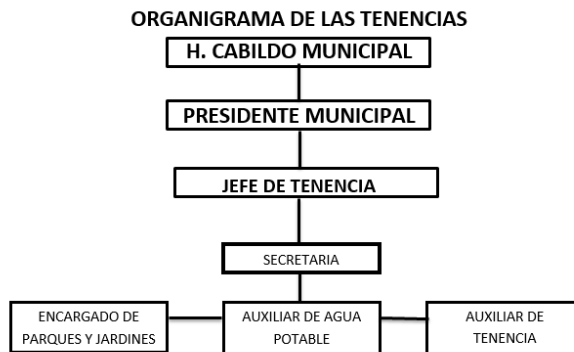 ORGANIGRAMA DE LAS TENENCIAS
H. CABILDO MUNICIPAL
PRESIDENTE MUNICIPAL
JEFE DE TENENCIA
SECRETARIA
ENCARGADO DE
PARQUES Y JARDINES
AUXILIAR DE AGUA
POTABLE
AUXILIAR DE
TENENCIA